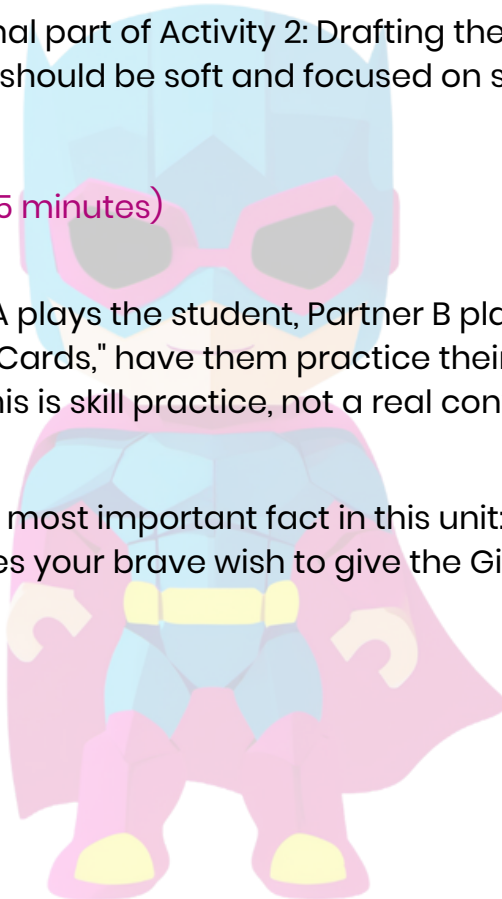 nal part of Activity 2: Drafting the
should be soft and focused on s
5 minutes)
A plays the student, Partner B pla
Cards," have them practice their
his is skill practice, not a real con
most important fact in this unit:
es your brave wish to give the Gi